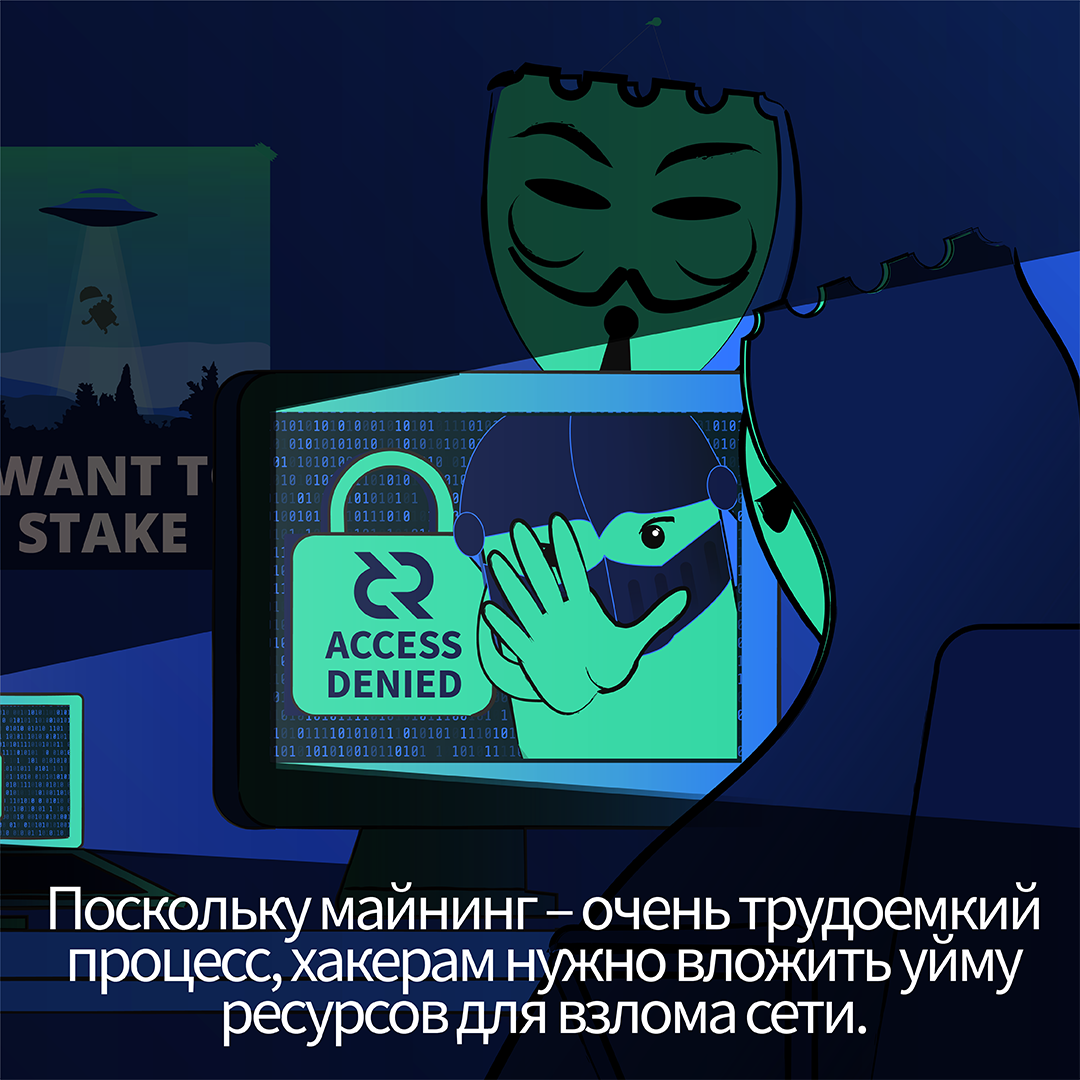 WANT T
STAKE
ACCESS
DENIED
Поскольку майнинг – очень трудоемкий
процесс, хакерам нужно вложить уйму
ресурсов для взлома сети.